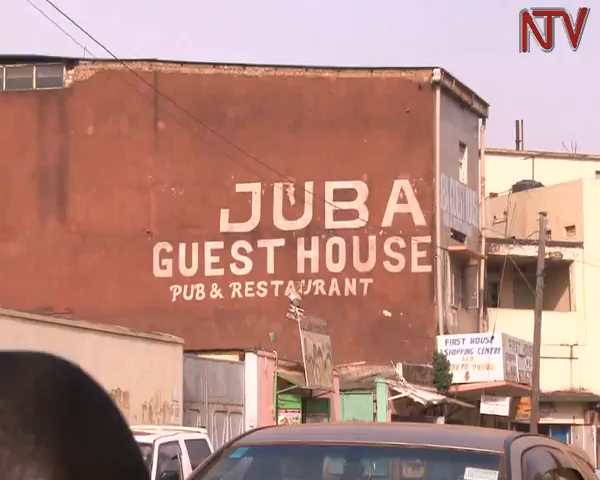 NTV
JUBA
GUEST HOUSE
PUB & RESTAURANT
FIRST HOUSE
SHOPPING CENTRE